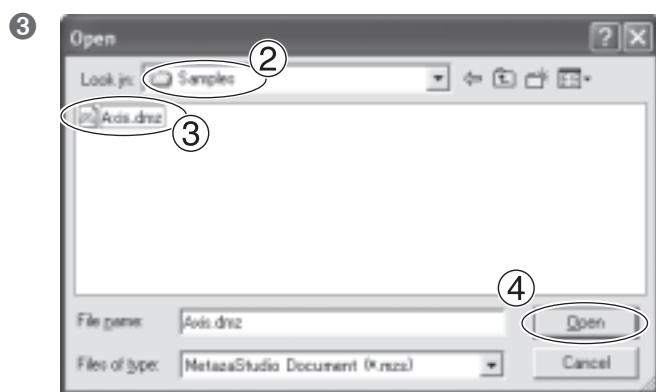 3
Open
2
Look in: Samples
Axis.dmz
3
4
File name: Axis.dmz Open
Files of type: MetazaStudio Document (*.mzs) Cancel